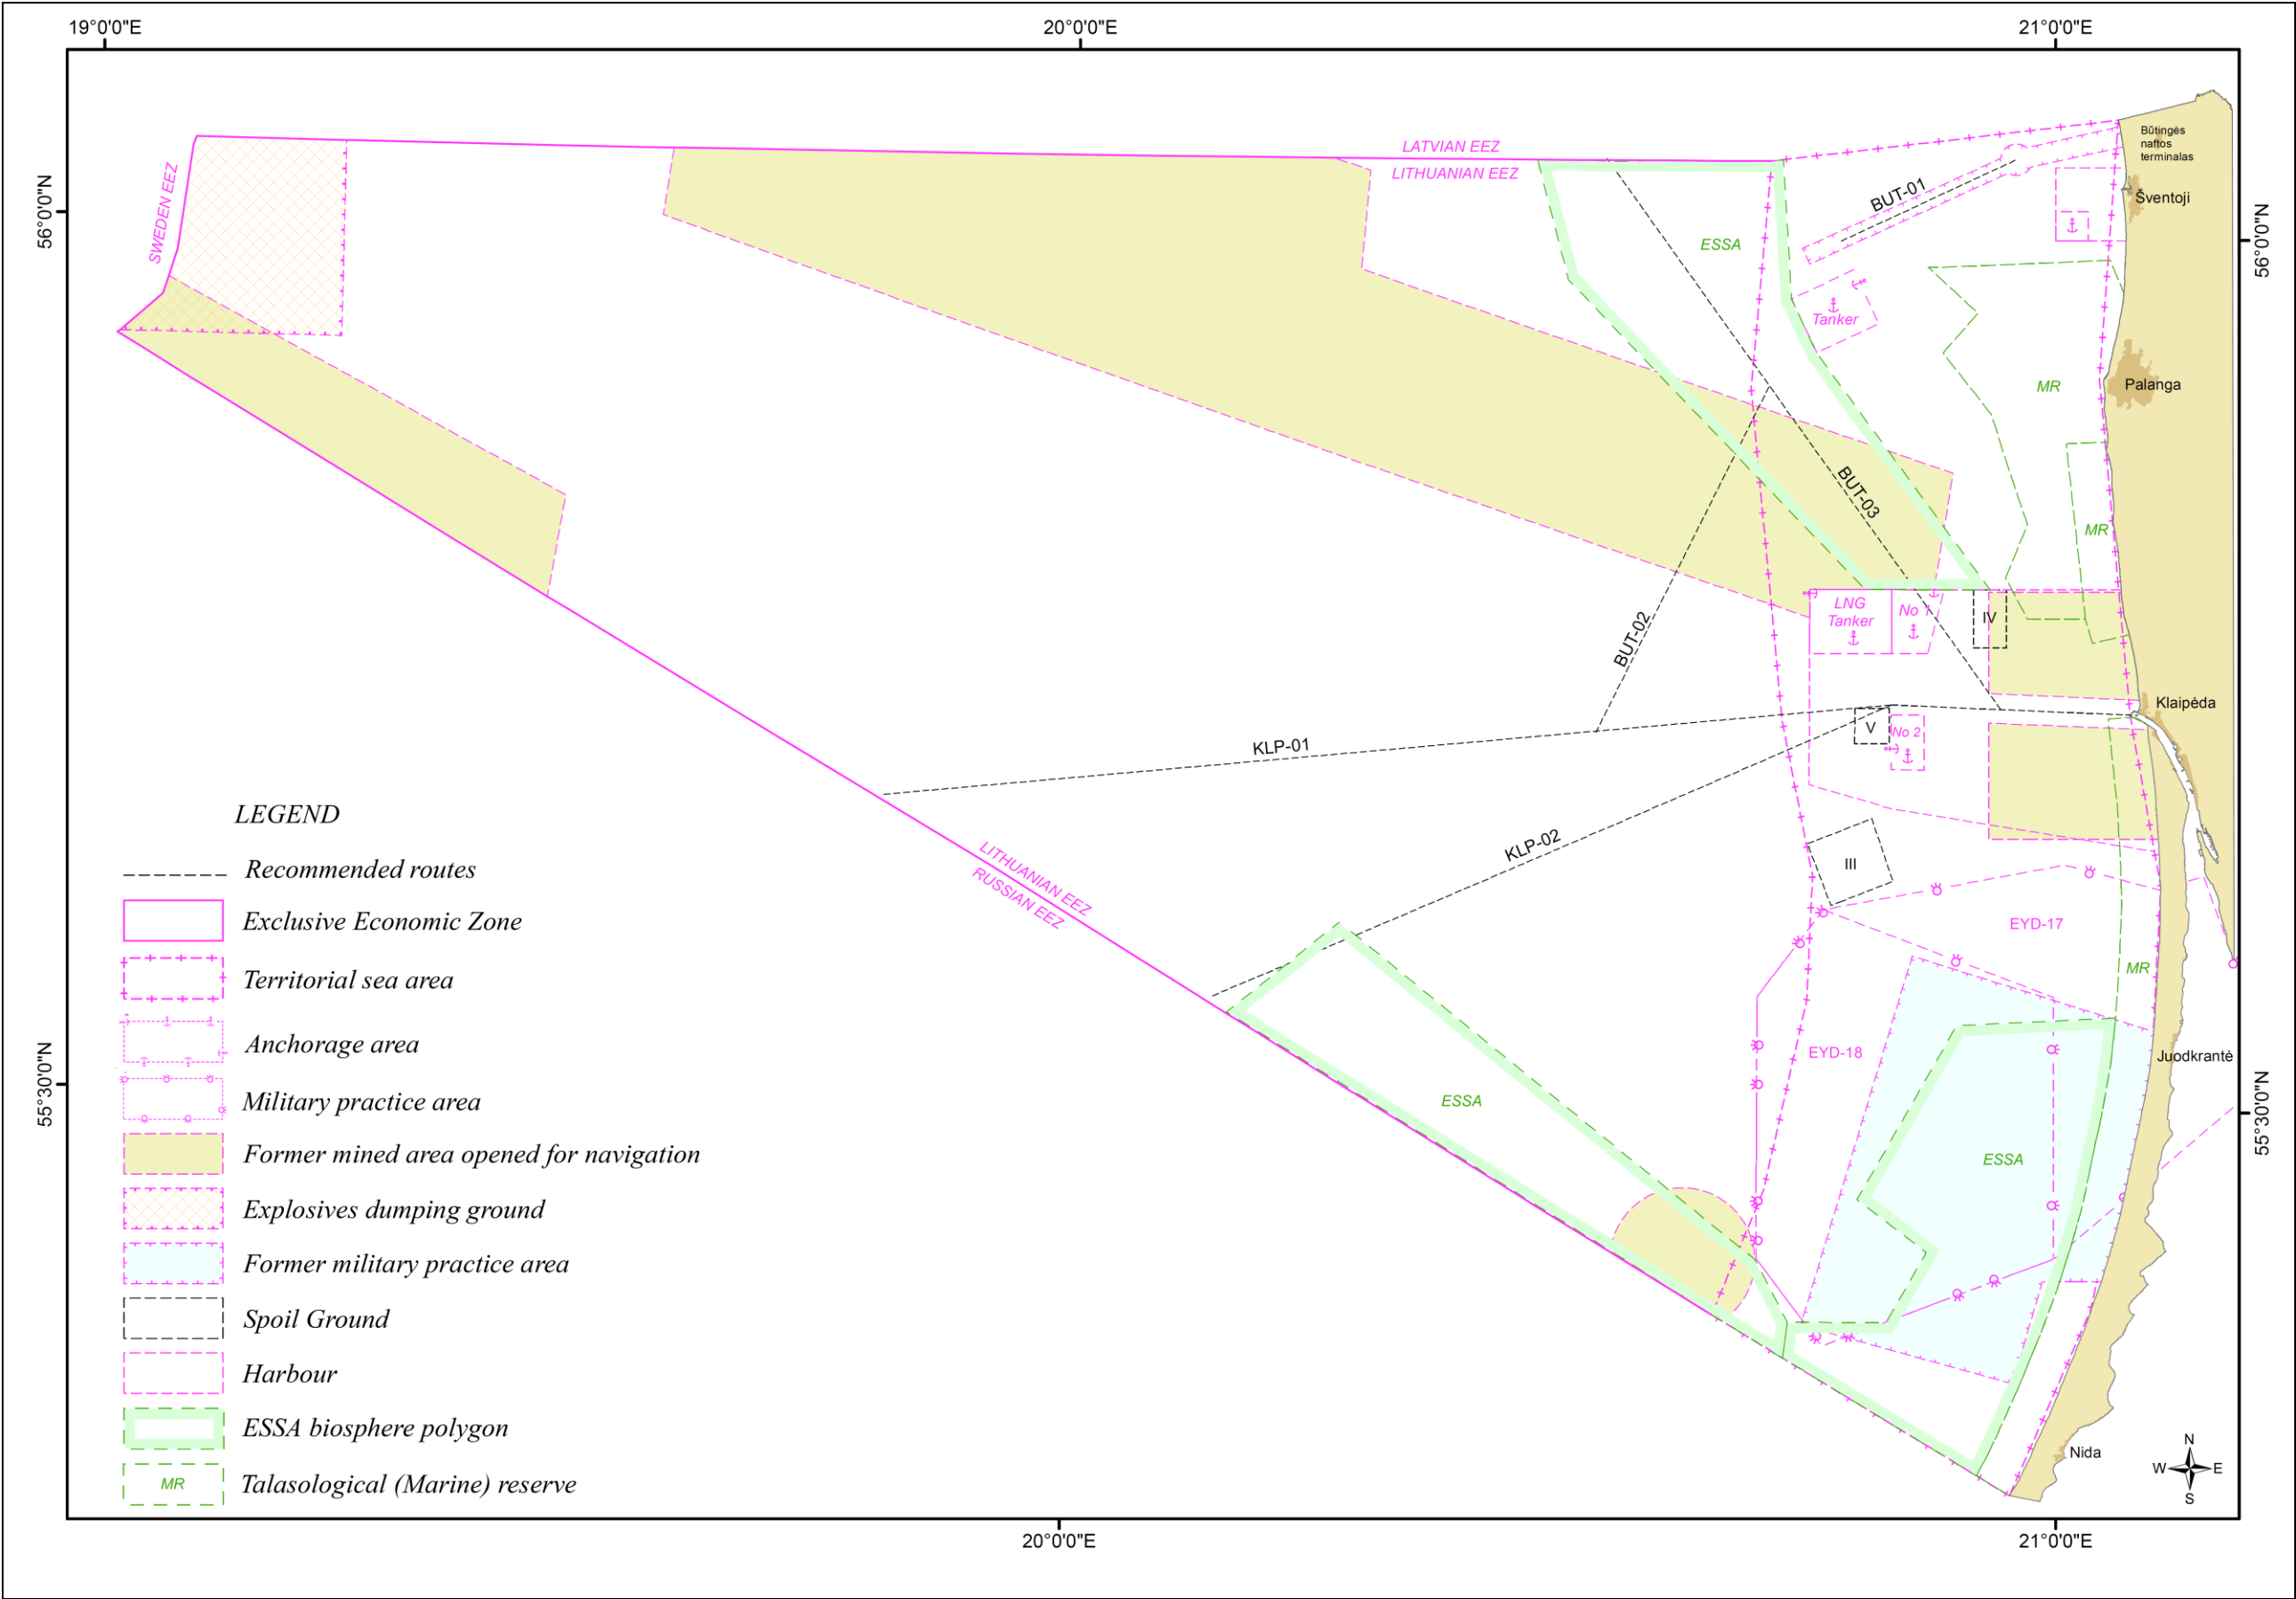 19°0'0"E
20°0'0"E
21°0'0"E
56°0'0"N
56°0'0"N
55°30'0"N
55°30'0"N
20°0'0"E
21°0'0"E
SWEDEN EEZ
LATVIAN EEZ
LITHUANIAN EEZ
Būtingės
naftos
terminalas
Šventoji
BUT-01
ESSA
Tanker
MR
Palanga
BUT-03
MR
BUT-02
LNG
Tanker
No 1
IV
Klaipėda
V
No 2
KLP-01
KLP-02
III
LITHUANIAN EEZ
RUSSIAN EEZ
EYD-17
MR
EYD-18
Juodkrantė
ESSA
ESSA
Nida
N
W
E
S
LEGEND
Recommended routes
Exclusive Economic Zone
Territorial sea area
Anchorage area
Military practice area
Former mined area opened for navigation
Explosives dumping ground
Former military practice area
Spoil Ground
Harbour
ESSA biosphere polygon
MR
Talasological (Marine) reserve